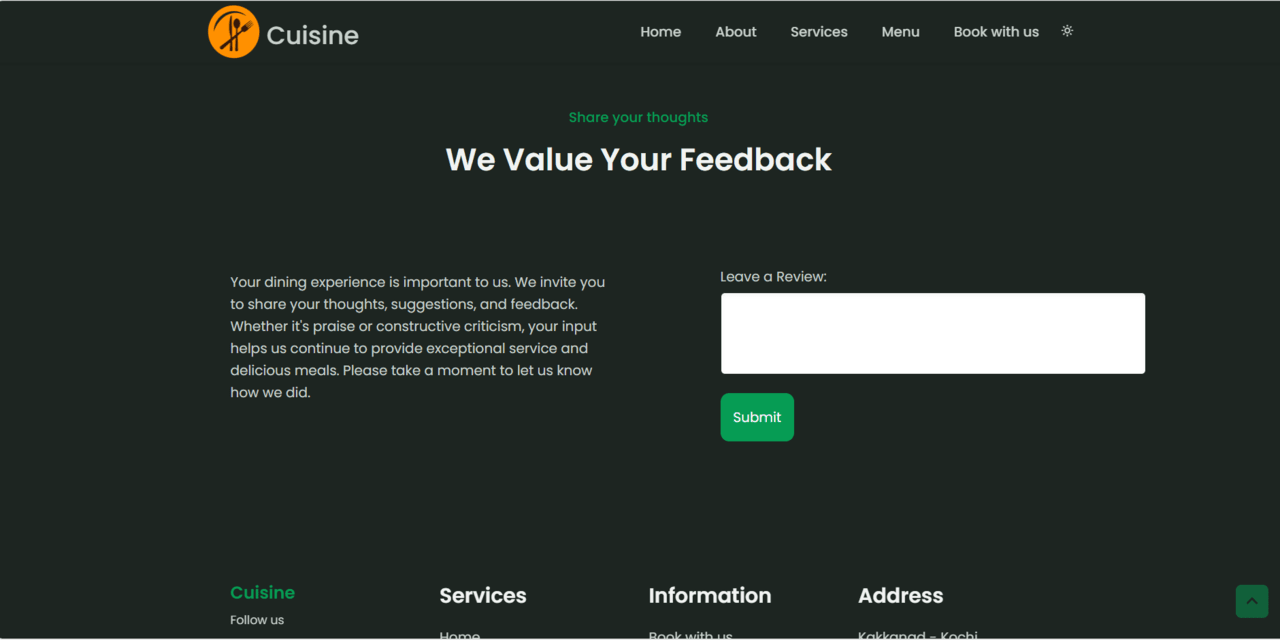 Cuisine
Home About Services Menu Book with us
Share your thoughts
We Value Your Feedback
Your dining experience is important to us. We invite you
to share your thoughts, suggestions, and feedback.
Whether it's praise or constructive criticism, your input
helps us continue to provide exceptional service and
delicious meals. Please take a moment to let us know
how we did.
Leave a Review:
Submit
Cuisine
Follow us
Services
Home
Information
Book with us
Address
Kakkanad - Kochi